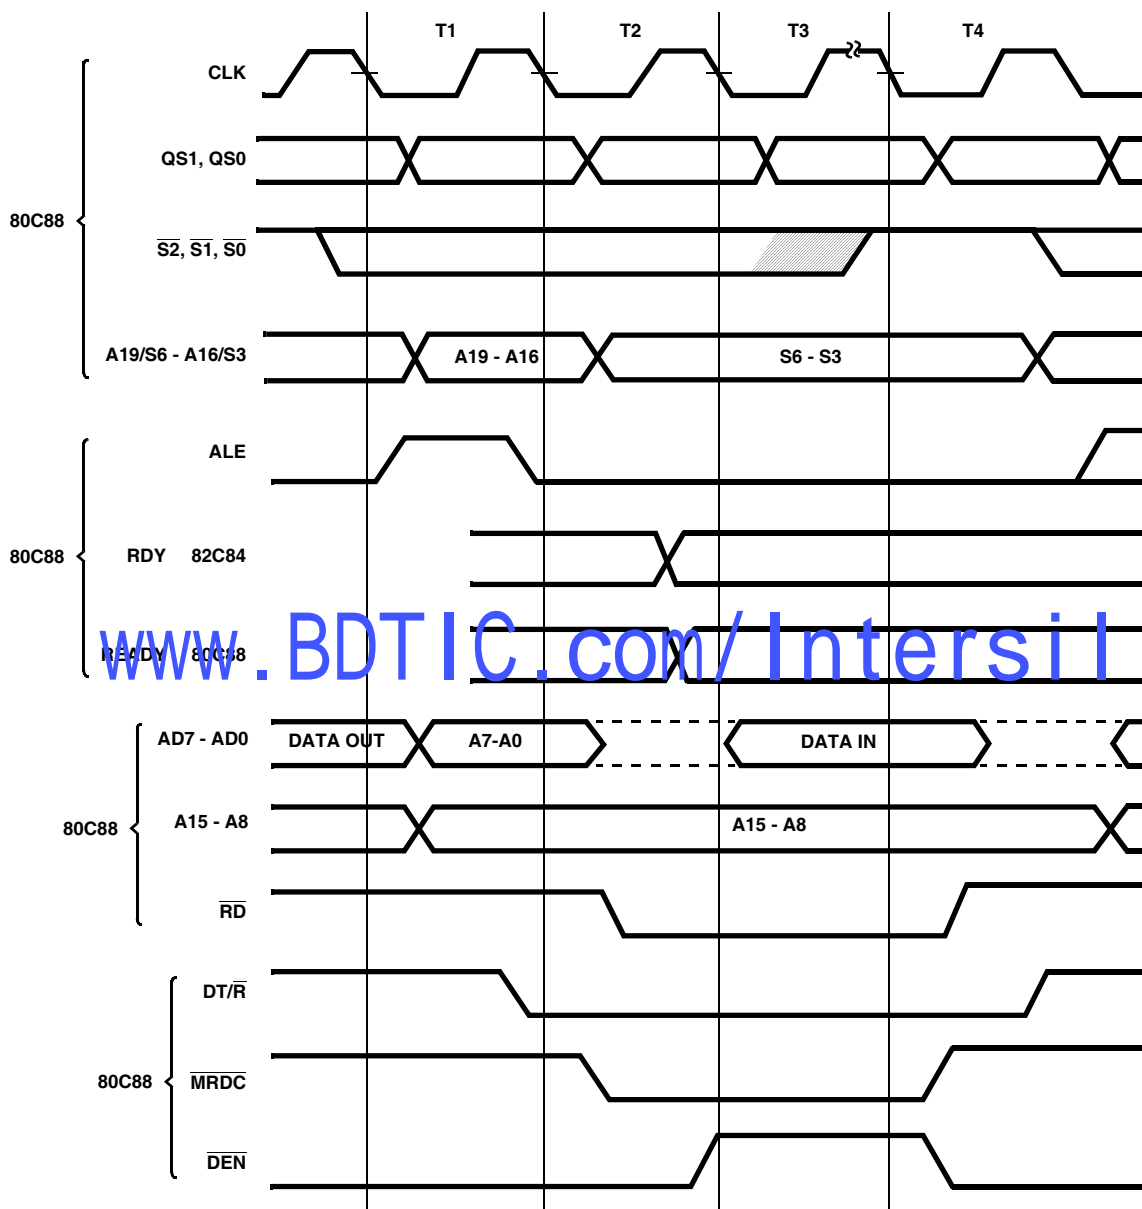 T1 T2 T3 T4
CLK
QS1, QS0
80C88
S2, S1, S0
A19/S6 - A16/S3
A19 - A16
S6 - S3
ALE
80C88
RDY 82C84
www.BDTIC.com/Intersil
READY 80C88
AD7 - AD0
DATA OUT
A7-A0
DATA IN
80C88
A15 - A8
A15 - A8
RD
DT/R
80C88
MRDC
DEN